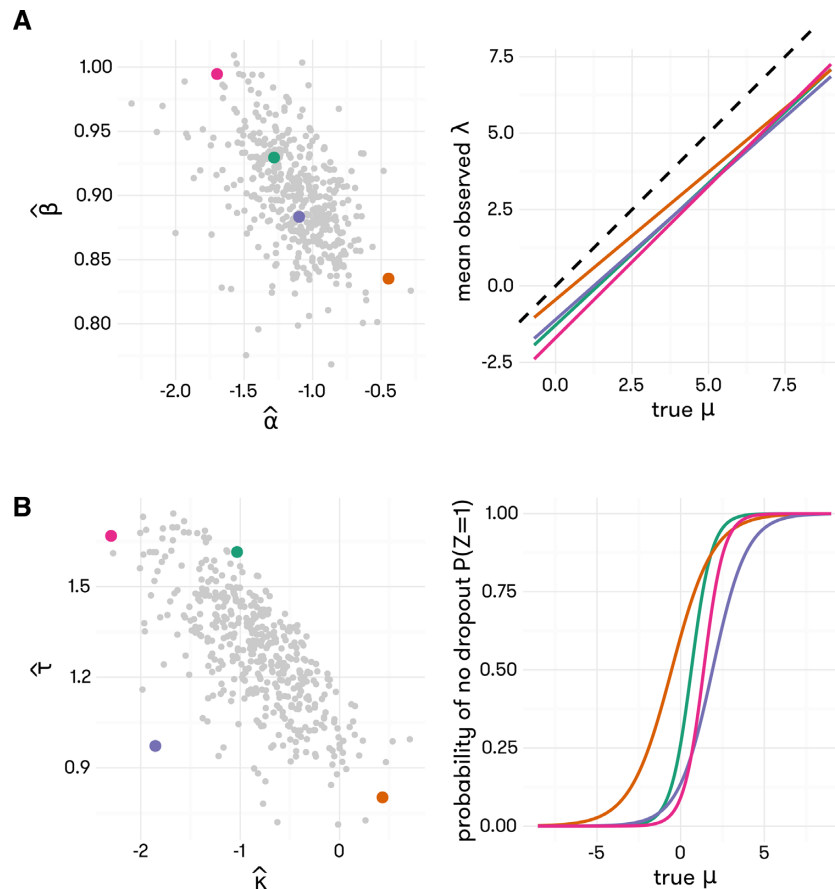 A
1.00
0.95
0.90
0.85
0.80
β̂
-2.0 -1.5 -1.0 -0.5
α̂
7.5
5.0
2.5
0.0
-2.5
mean observed λ
0.0 2.5 5.0 7.5
true μ
B
1.5
1.2
0.9
τ̂
-2 -1 0
κ̂
1.00
0.75
0.50
0.25
0.00
probability of no dropout P(Z=1)
-5 0 5
true μ